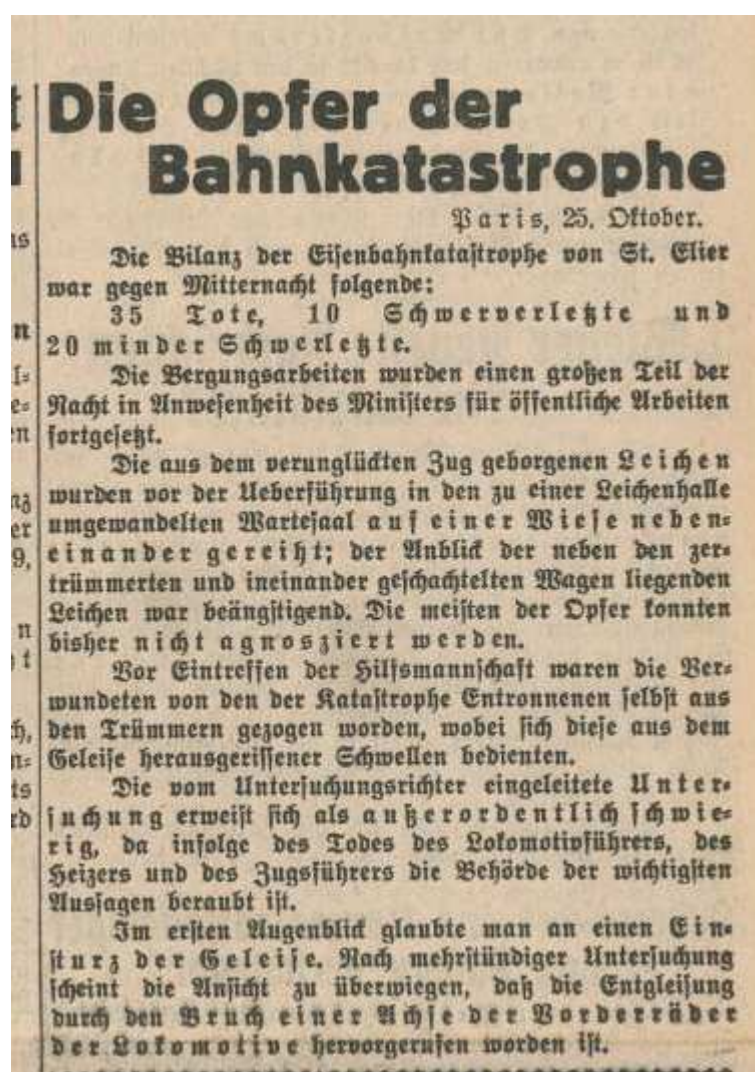 Die Opfer der
Bahnkatastrophe
Paris, 25. Oktober.
Die Bilanz der Eisenbahnkatastrophe von St. Elier
war gegen Mitternacht folgende:
35 Tote, 10 Schwerverletzte und
20 minder Schwerletzte.
Die Bergungsarbeiten wurden einen großen Teil der
Nacht in Anwesenheit des Ministers für öffentliche Arbeiten
fortgesetzt.
Die aus dem verunglückten Zug geborgenen Leichen
wurden vor der Ueberführung in den zu einer Leichenhalle
umgewandelten Wartesaal auf einer Wiese neben-
einander gereiht; der Anblick der neben den zer-
trümmerten und ineinander geschachtelten Wagen liegenden
Leichen war beängstigend. Die meisten der Opfer konnten
bisher nicht agnosziert werden.
Vor Eintreffen der Hilfsmannschaft waren die Ver-
wundeten von den der Katastrophe Entronnenen selbst aus
den Trümmern gezogen worden, wobei sich diese aus dem
Geleise herausgerissener Schwellen bedienten.
Die vom Untersuchungsrichter eingeleitete Unter-
suchung erweist sich als außerordentlich schwie-
rig, da infolge des Todes des Lokomotivführers, des
Heizers und des Zugsführers die Behörde der wichtigsten
Aussagen beraubt ist.
Im ersten Augenblick glaubte man an einen Ein-
sturz der Geleise. Nach mehrstündiger Untersuchung
scheint die Ansicht zu überwiegen, daß die Entgleisung
durch den Bruch einer Achse der Vorderräder
der Lokomotive hervorgerufen worden ist.